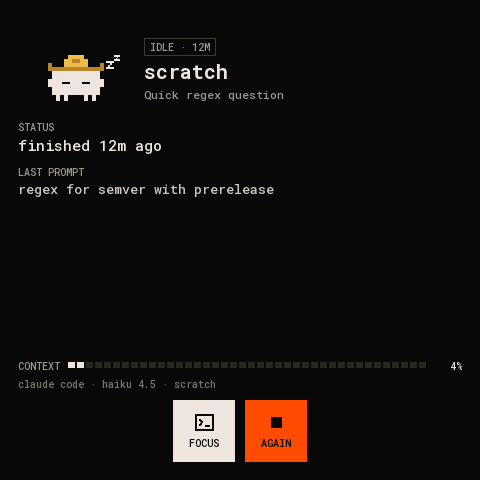 IDLE · 12M
scratch
Quick regex question
STATUS
finished 12m ago
LAST PROMPT
regex for semver with prerelease
CONTEXT 4%
claude code · haiku 4.5 · scratch
FOCUS
AGAIN